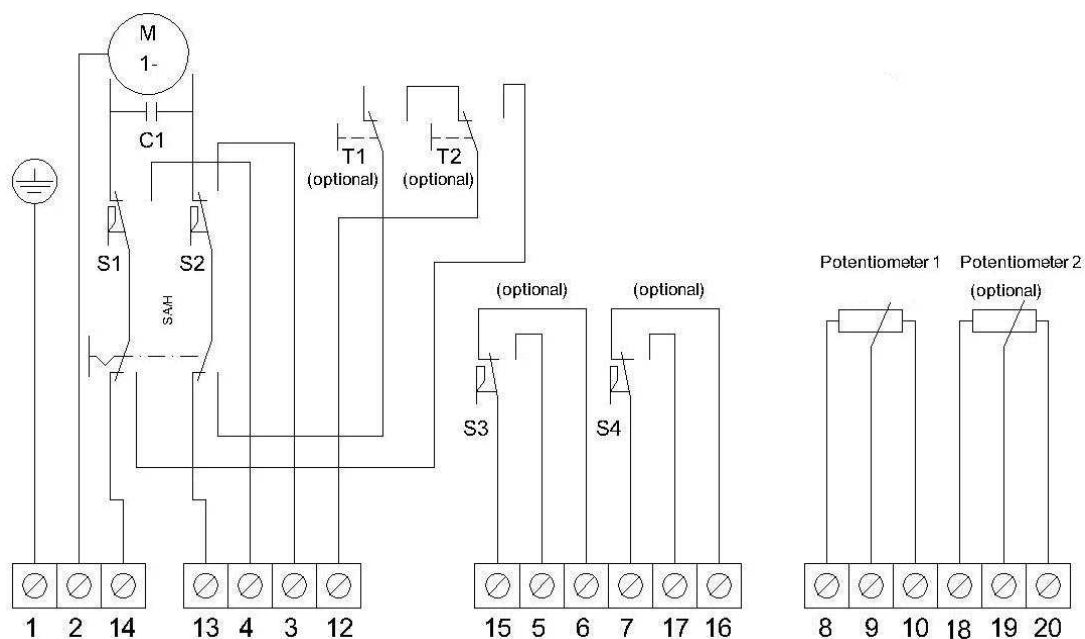 M
1-
C1
T1
(optional)
T2
(optional)
S1
S2
SA/H
(optional)
(optional)
S3
S4
Potentiometer 1
Potentiometer 2
(optional)
1 2 14 13 4 3 12 15 5 6 7 17 16 8 9 10 18 19 20